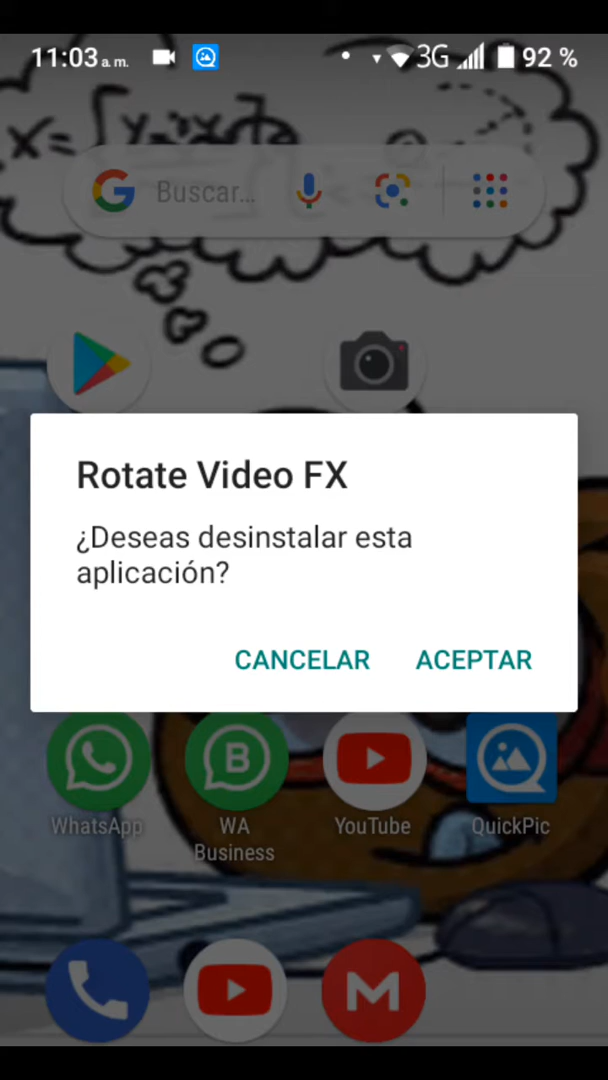 11:03 a. m. 3G 92 %
Buscar...
Rotate Video FX
¿Deseas desinstalar esta
aplicación?
CANCELAR ACEPTAR
WhatsApp WA Business YouTube QuickPic